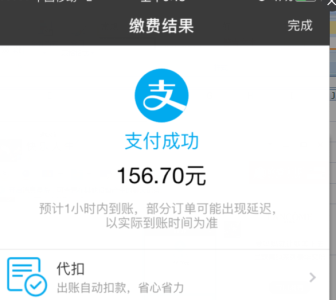 缴费结果
完成
支付成功
156.70元
预计1小时内到账，部分订单可能出现延迟，
以实际到账时间为准
代扣
出账自动扣款，省心省力